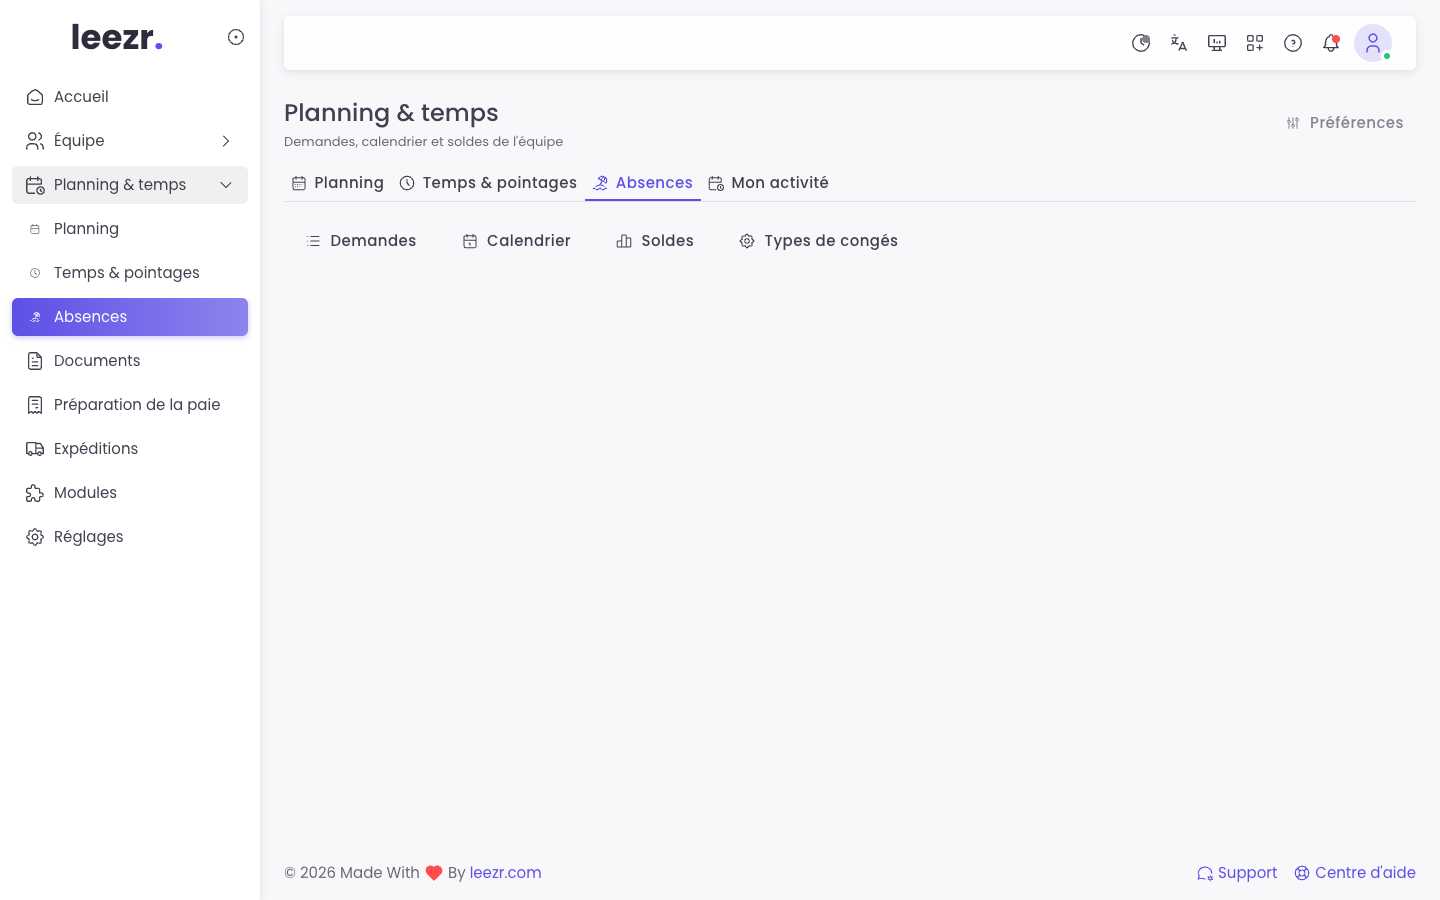 leezr.
Accueil
Équipe
Planning & temps
Planning
Temps & pointages
Absences
Documents
Préparation de la paie
Expéditions
Modules
Réglages
Planning & temps
Demandes, calendrier et soldes de l'équipe
Préférences
Planning Temps & pointages Absences Mon activité
Demandes Calendrier Soldes Types de congés
© 2026 Made With By leezr.com
Support Centre d'aide